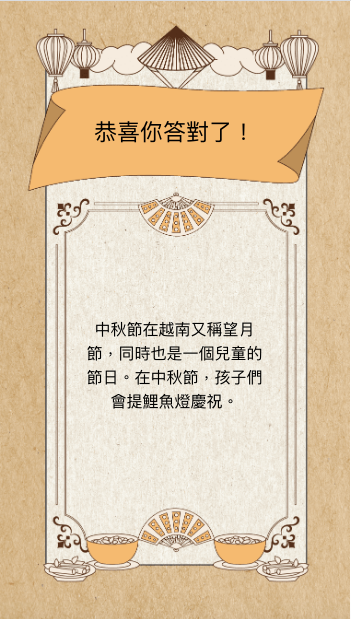 恭喜你答對了！
中秋節在越南又稱望月
節，同時也是一個兒童的
節日。在中秋節，孩子們
會提鯉魚燈慶祝。